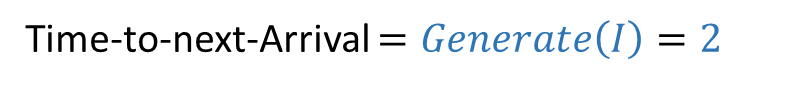 Time-to-next-Arrival = Generate(I) = 2